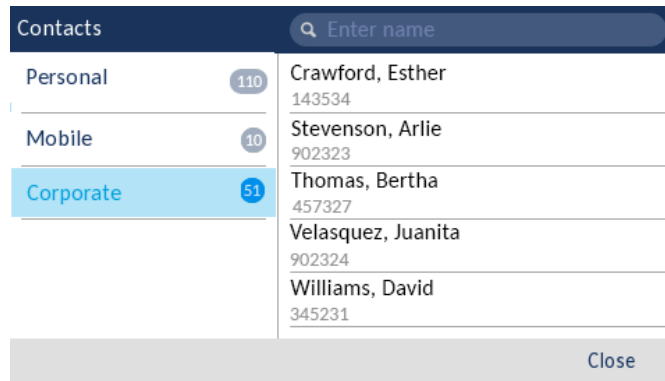 Contacts
Enter name
Personal 110
Mobile 10
Corporate 51
Crawford, Esther
143534
Stevenson, Arlie
902323
Thomas, Bertha
457327
Velasquez, Juanita
902324
Williams, David
345231
Close